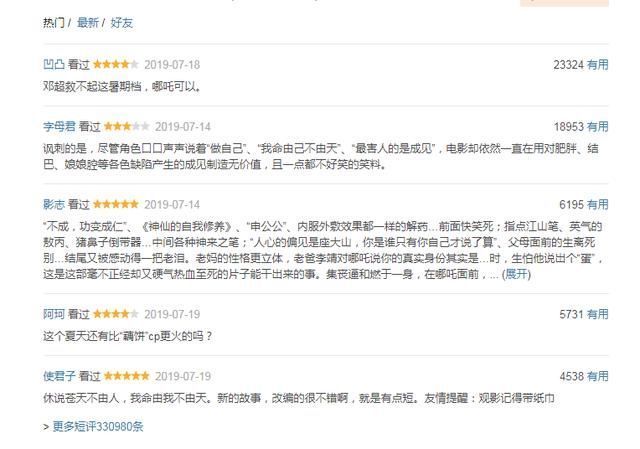 热门 / 最新 / 好友
凹凸 看过 ★★★★★ 2019-07-18 23324 有用
邓超救不起这暑期档，哪吒可以。
字母君 看过 ★★★★★ 2019-07-14 18953 有用
讽刺的是，尽管角色口口声声说着“做自己”、“我命由己不由天”、“最害人的是成见”，电影却依然一直在用对肥胖、结
巴、娘娘腔等各色缺陷产生的成见制造无价值，且一点都不好笑的笑料。
影志 看过 ★★★★★ 2019-07-14 6195 有用
“不成，功变成仁”、《神仙的自我修养》、“申公公”、内服外敷效果都一样的解药…前面快笑死；指点江山笔、英气的
敖丙、猪鼻子倒带器…中间各种神来之笔；“人心的偏见是座大山，你是谁只有你自己才说了算”、父母面前的生离死
别…结尾又被感动得一把老泪。老妈的性格更立体，老爸李靖对哪吒说你的真实身份其实是…时，生怕他说出个“蛋”，
这是这部毫不正经却又硬气热血至死的片子能干出来的事。集丧逼和燃于一身，在哪吒面前，... (展开)
阿珂 看过 ★★★★★ 2019-07-19 5731 有用
这个夏天还有比“藕饼”cp更火的吗？
使君子 看过 ★★★★★ 2019-07-19 4538 有用
休说苍天不由人，我命由我不由天。新的故事，改编的很不错啊，就是有点短。友情提醒：观影记得带纸巾
> 更多短评330980条